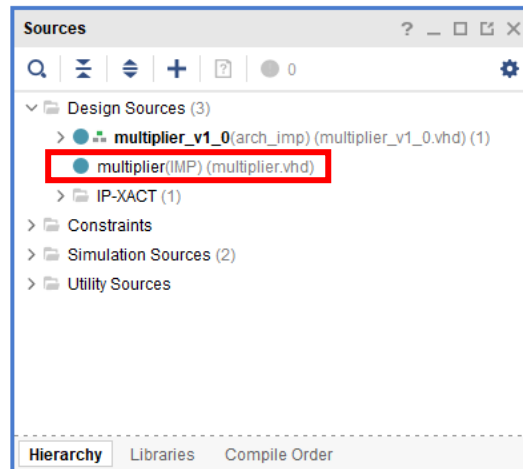 Sources
? _
0
Design Sources (3)
multiplier_v1_0(arch_imp) (multiplier_v1_0.vhd) (1)
multiplier(IMP) (multiplier.vhd)
IP-XACT (1)
Constraints
Simulation Sources (2)
Utility Sources
Hierarchy Libraries Compile Order